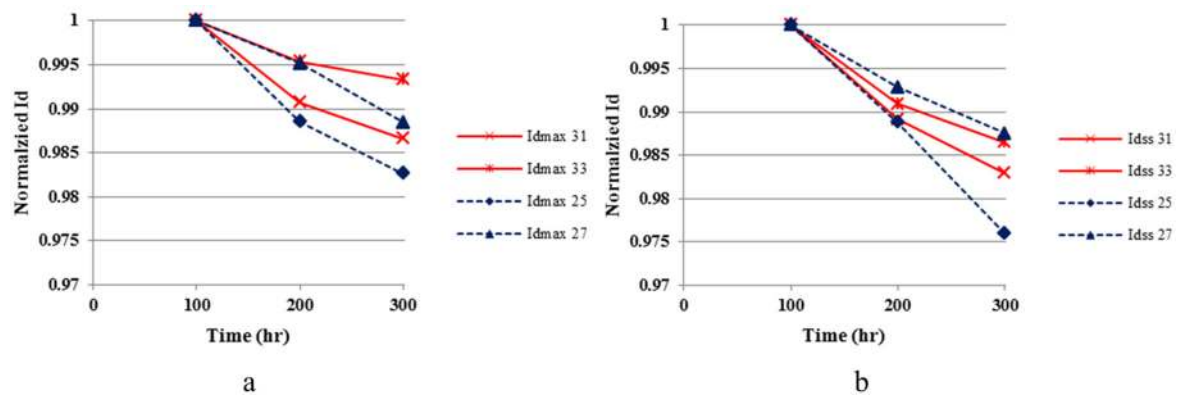 1
0.995
0.99
0.985
0.98
0.975
0.97
Normalzied Id
0
100
200
300
Time (hr)
Idmax 31
Idmax 33
Idmax 25
Idmax 27
a
1
0.995
0.99
0.985
0.98
0.975
0.97
Normalzied Id
0
100
200
300
Time (hr)
Idss 31
Idss 33
Idss 25
Idss 27
b